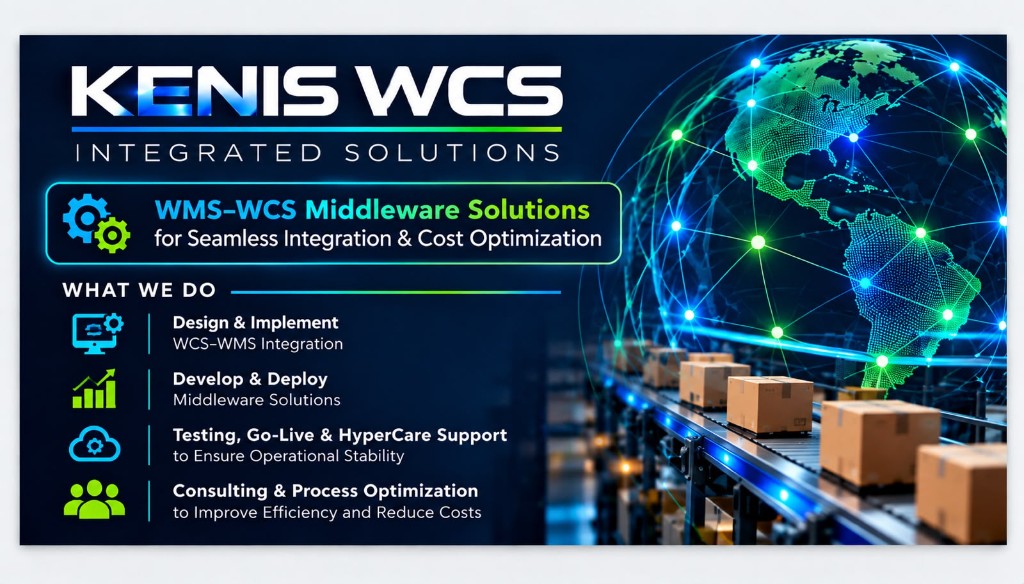 KENIS WCS
INTEGRATED SOLUTIONS
WMS–WCS Middleware Solutions
for Seamless Integration & Cost Optimization
WHAT WE DO
Design & Implement
WCS–WMS Integration
Develop & Deploy
Middleware Solutions
Testing, Go-Live & HyperCare Support
to Ensure Operational Stability
Consulting & Process Optimization
to Improve Efficiency and Reduce Costs